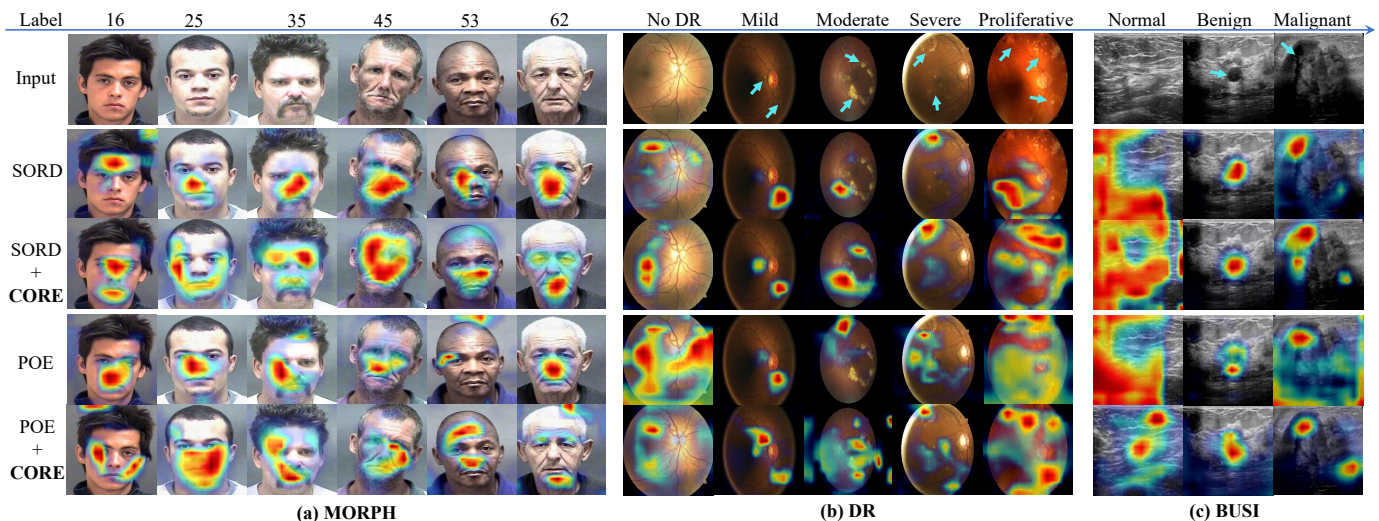 Label 16 25 35 45 53 62 No DR Mild Moderate Severe Proliferative Normal Benign Malignant
Input
SORD
SORD
+
CORE
POE
POE
+
CORE
(a) MORPH (b) DR (c) BUSI